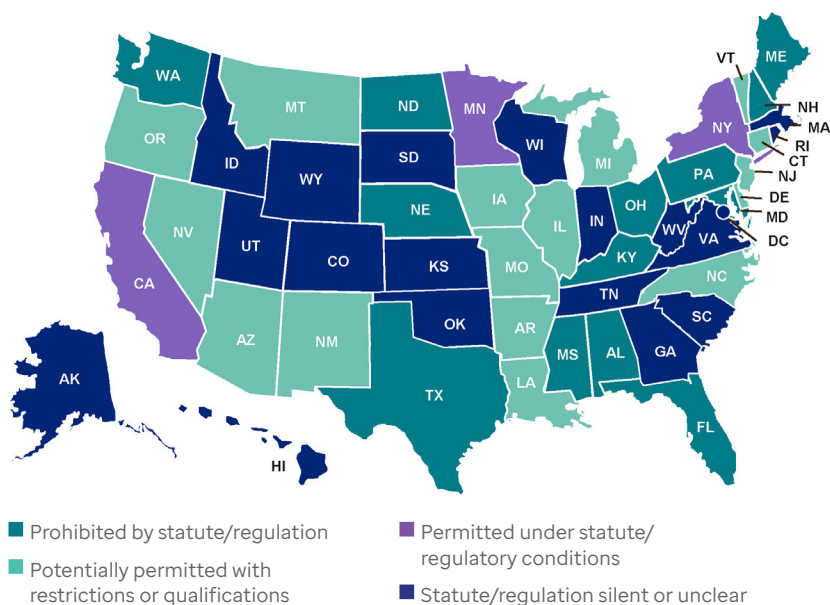 ME
VT
WA
NH
MT
ND
MN
MA
OR
NY
WI
RI
ID
SD
MI
CT
WY
NJ
PA
IA
NE
DE
OH
NV
IL
IN
MD
UT
WV
VA
DC
CO
KS
MO
KY
CA
NC
TN
OK
SC
AZ
NM
AR
MS
AL
GA
AK
LA
TX
FL
HI
Prohibited by statute/regulation
Potentially permitted with
restrictions or qualifications
Permitted under statute/
regulatory conditions
Statute/regulation silent or unclear